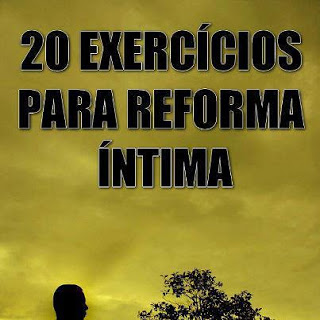 20 EXERCÍCIOS
PARA REFORMA
ÍNTIMA